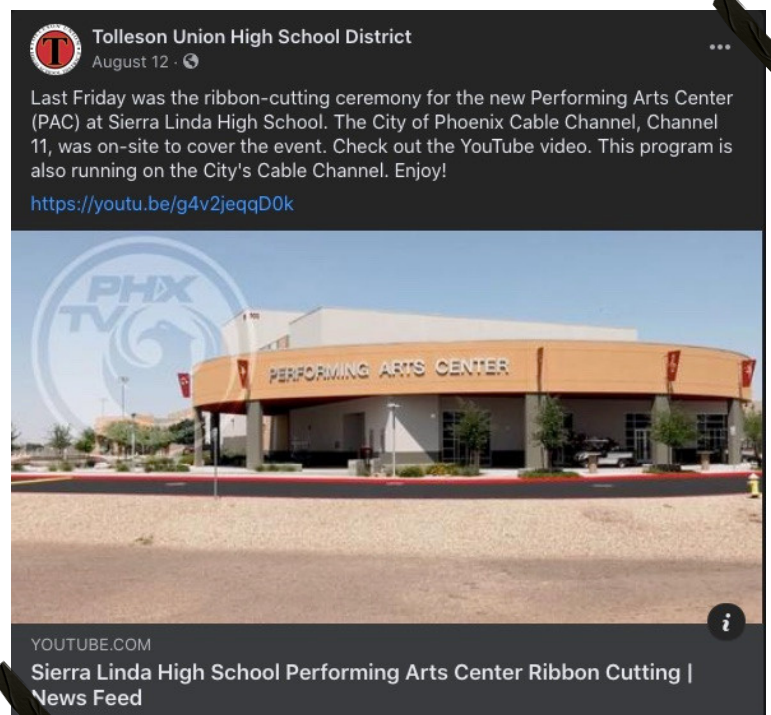 Tolleson Union High School District
August 12 ·
Last Friday was the ribbon-cutting ceremony for the new Performing Arts Center
(PAC) at Sierra Linda High School. The City of Phoenix Cable Channel, Channel
11, was on-site to cover the event. Check out the YouTube video. This program is
also running on the City's Cable Channel. Enjoy!
https://youtu.be/g4v2jeqqD0k
PHX
TV
PERFORMING ARTS CENTER
YOUTUBE.COM
Sierra Linda High School Performing Arts Center Ribbon Cutting |
News Feed